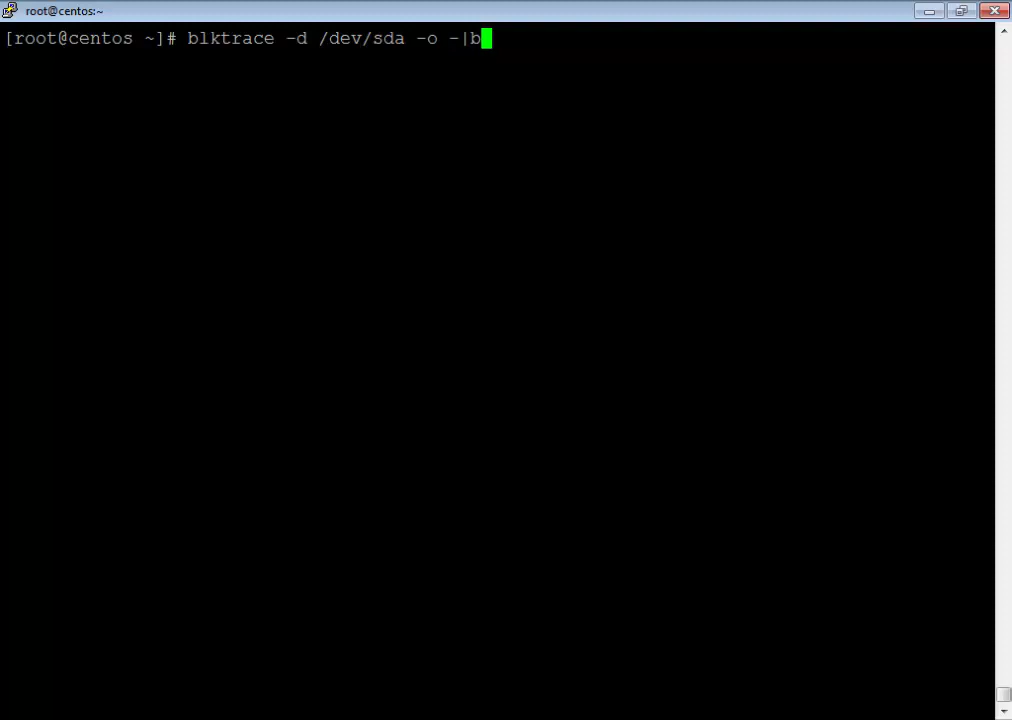 root@centos:~
[root@centos ~]# blktrace -d /dev/sda -o -|b